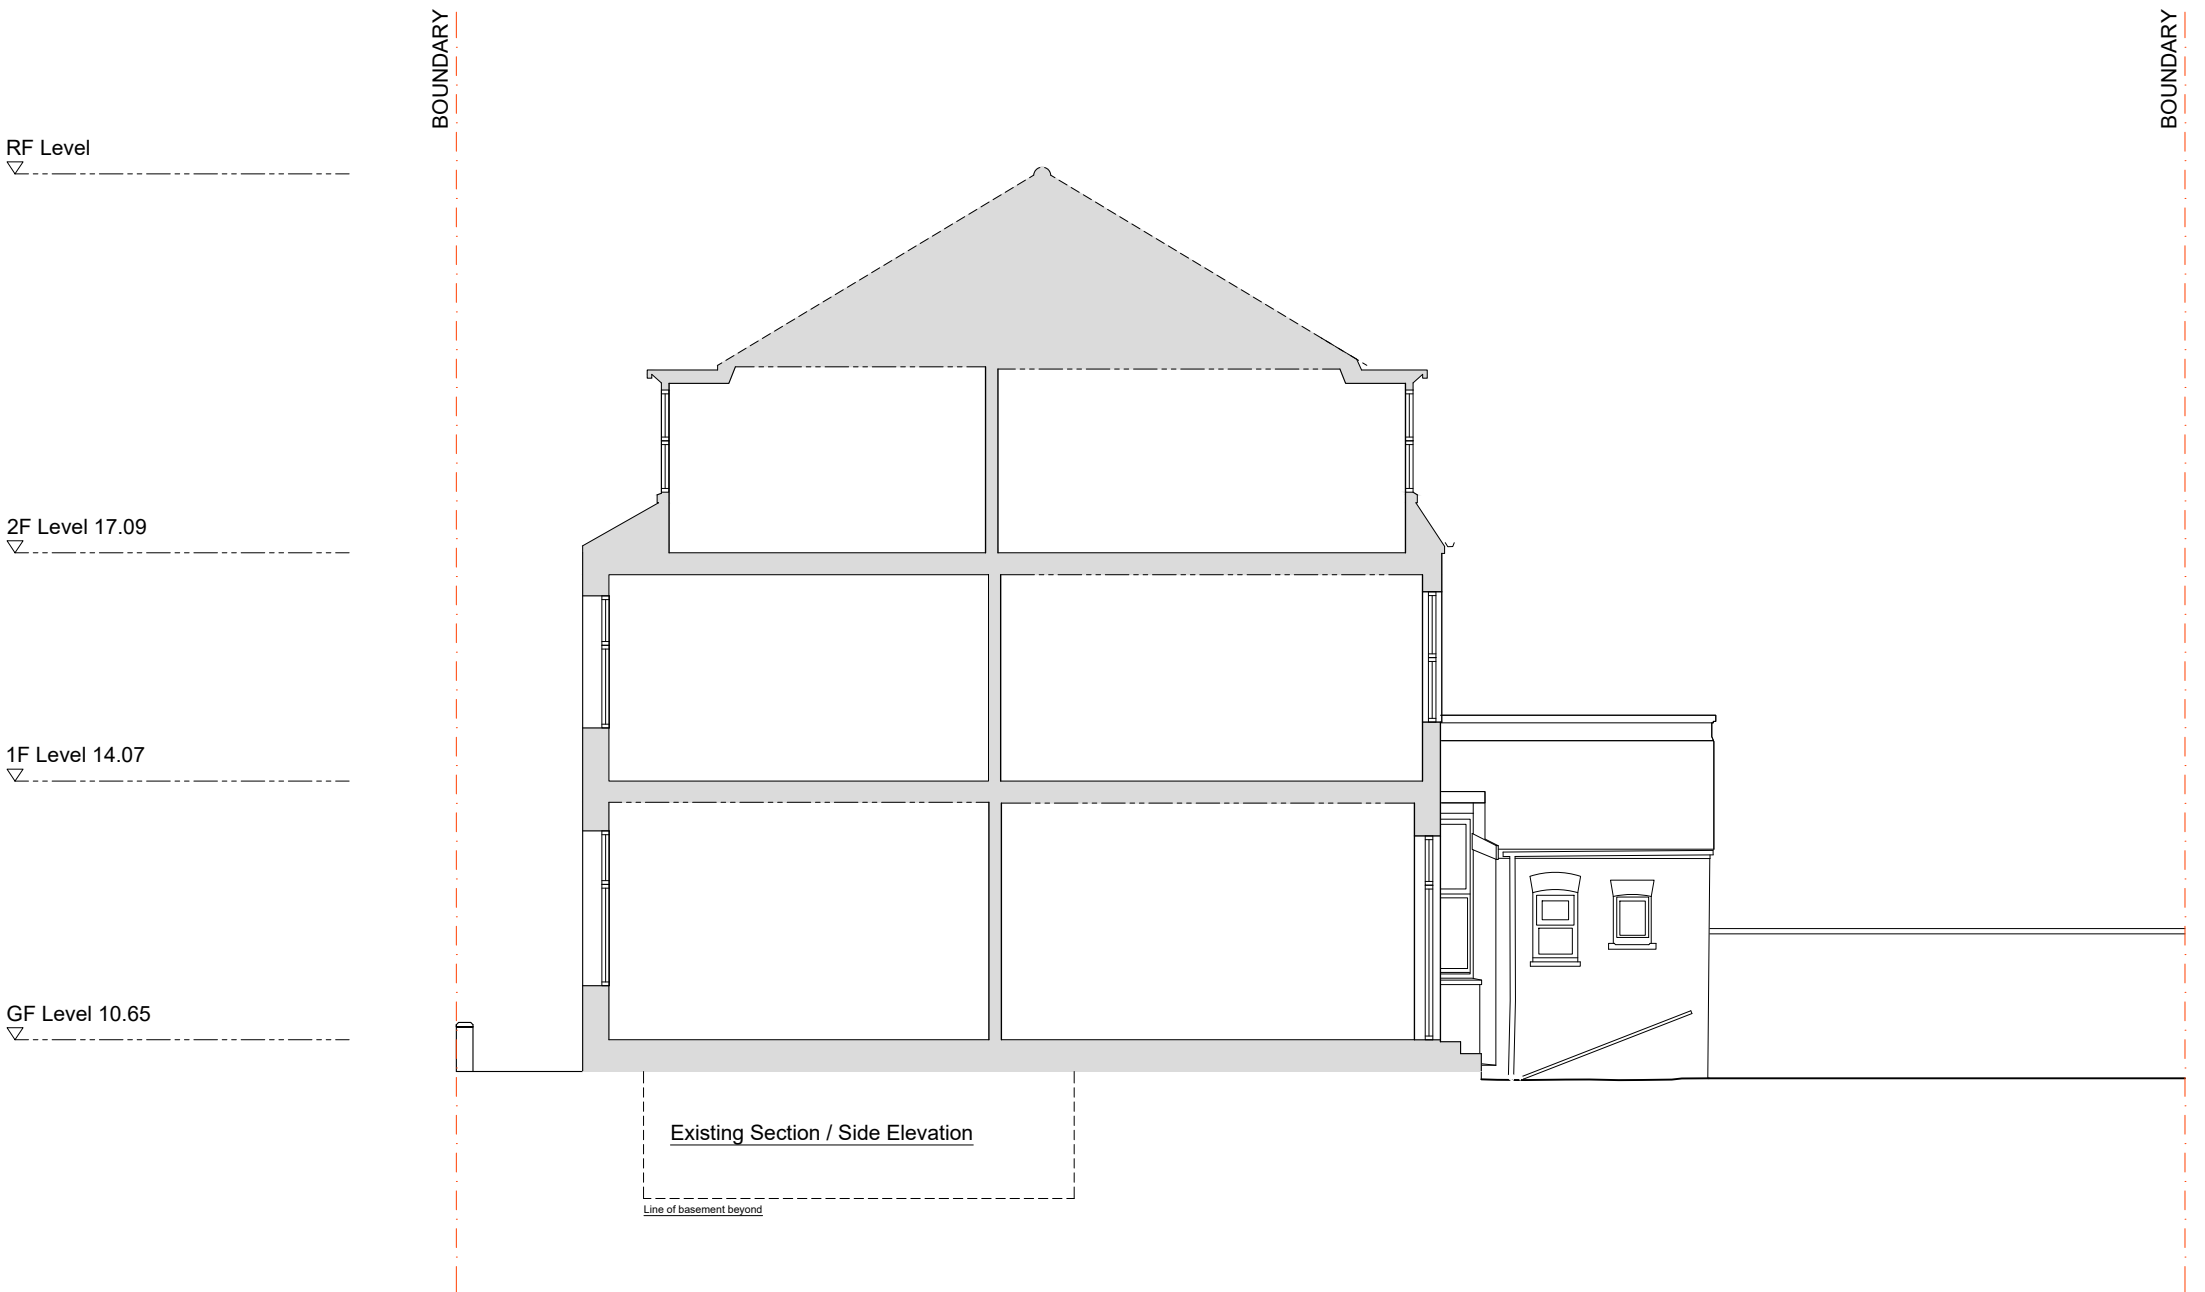 BOUNDARY
BOUNDARY
RF Level
2F Level 17.09
1F Level 14.07
GF Level 10.65
Existing Section / Side Elevation
Line of basement beyond